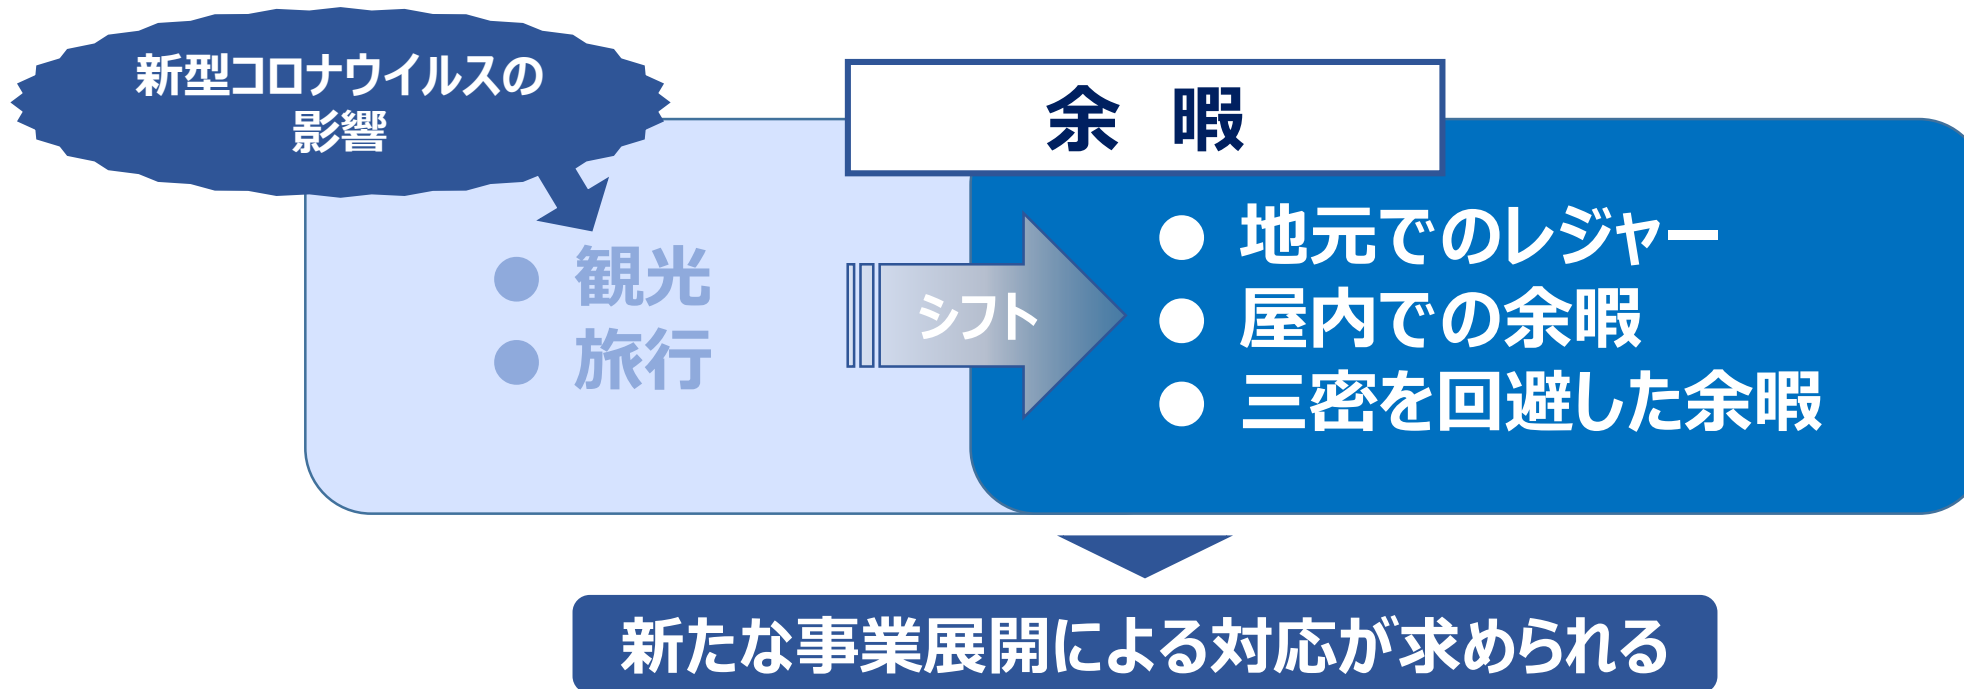 新型コロナウイルスの
影響
余 暇
● 観光
● 旅行
シフト
● 地元でのレジャー
● 屋内での余暇
● 三密を回避した余暇
新たな事業展開による対応が求められる